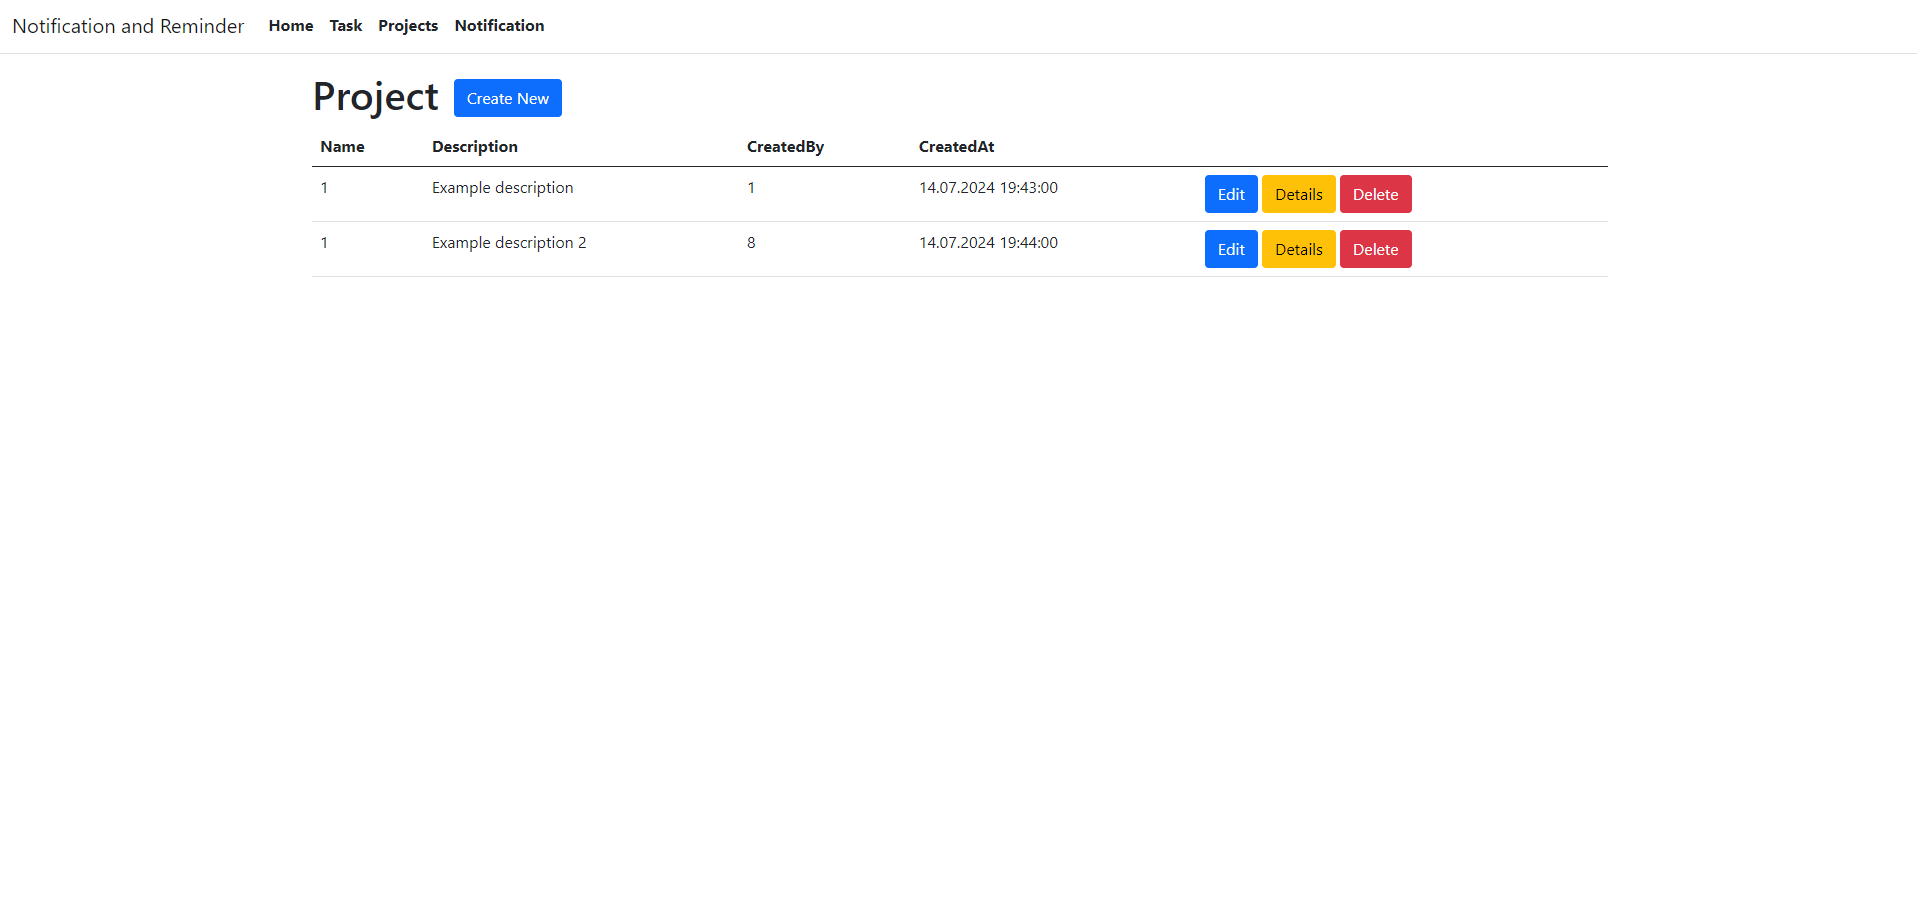 Notification and Reminder Home Task Projects Notification
Project Create New
Name Description CreatedBy CreatedAt
1 Example description 1 14.07.2024 19:43:00 Edit Details Delete
1 Example description 2 8 14.07.2024 19:44:00 Edit Details Delete